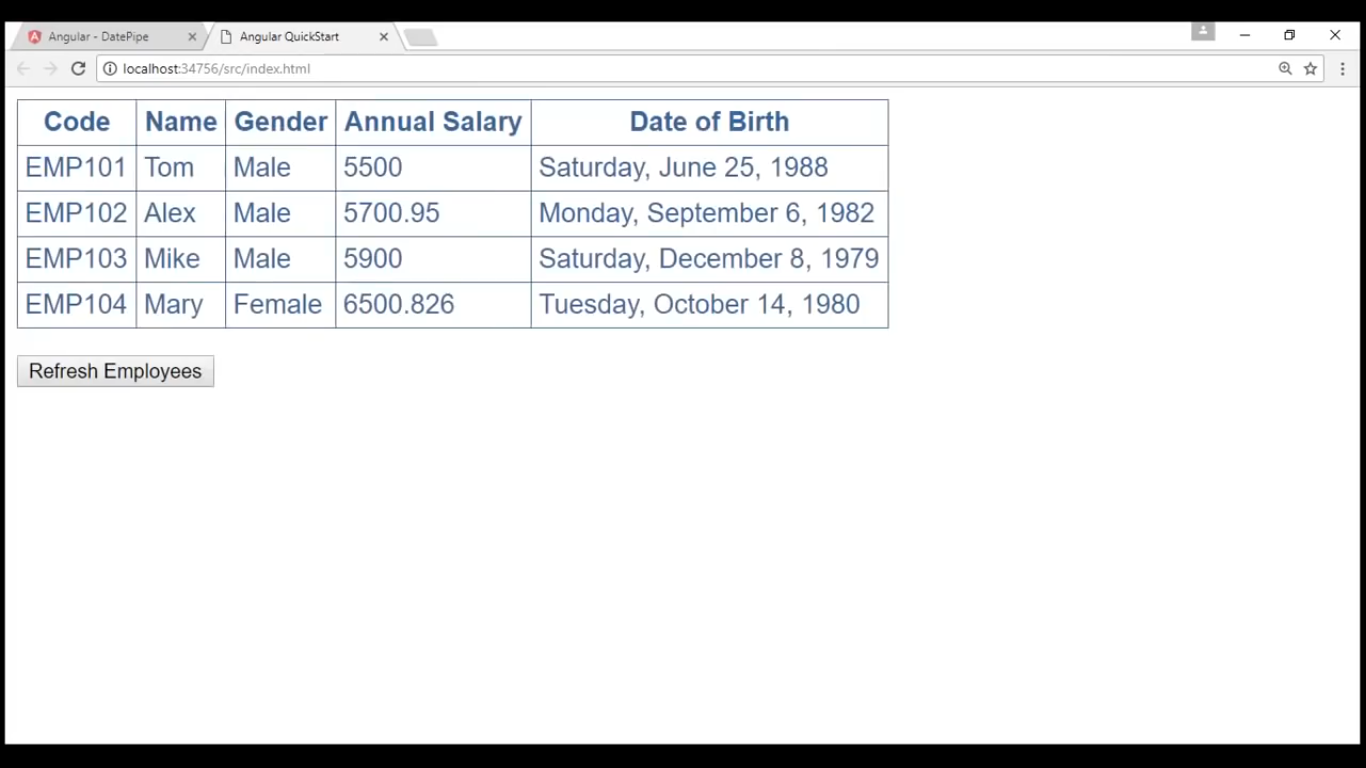 Angular - DatePipe
Angular QuickStart
localhost:34756/src/index.html
Code Name Gender Annual Salary Date of Birth
EMP101 Tom Male 5500 Saturday, June 25, 1988
EMP102 Alex Male 5700.95 Monday, September 6, 1982
EMP103 Mike Male 5900 Saturday, December 8, 1979
EMP104 Mary Female 6500.826 Tuesday, October 14, 1980
Refresh Employees